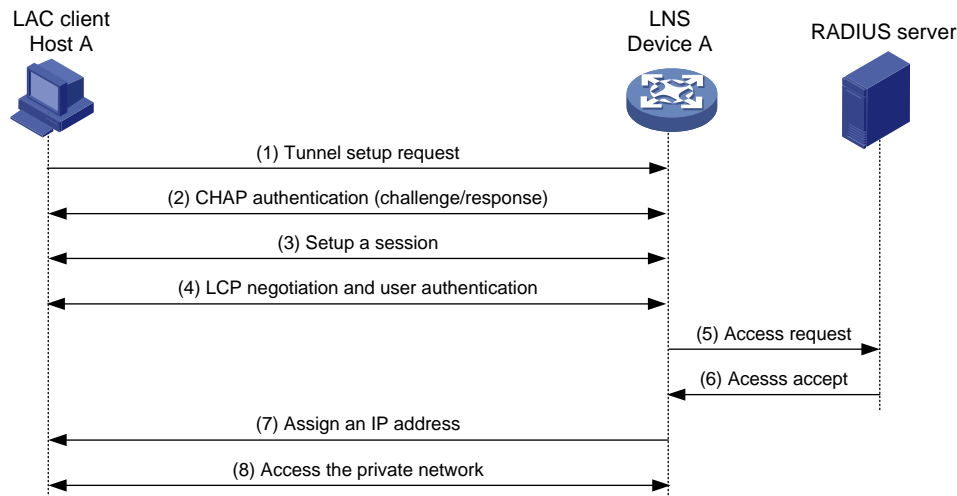 LAC client
Host A
LNS
Device A
RADIUS server
(1) Tunnel setup request
(2) CHAP authentication (challenge/response)
(3) Setup a session
(4) LCP negotiation and user authentication
(5) Access request
(6) Acesss accept
(7) Assign an IP address
(8) Access the private network